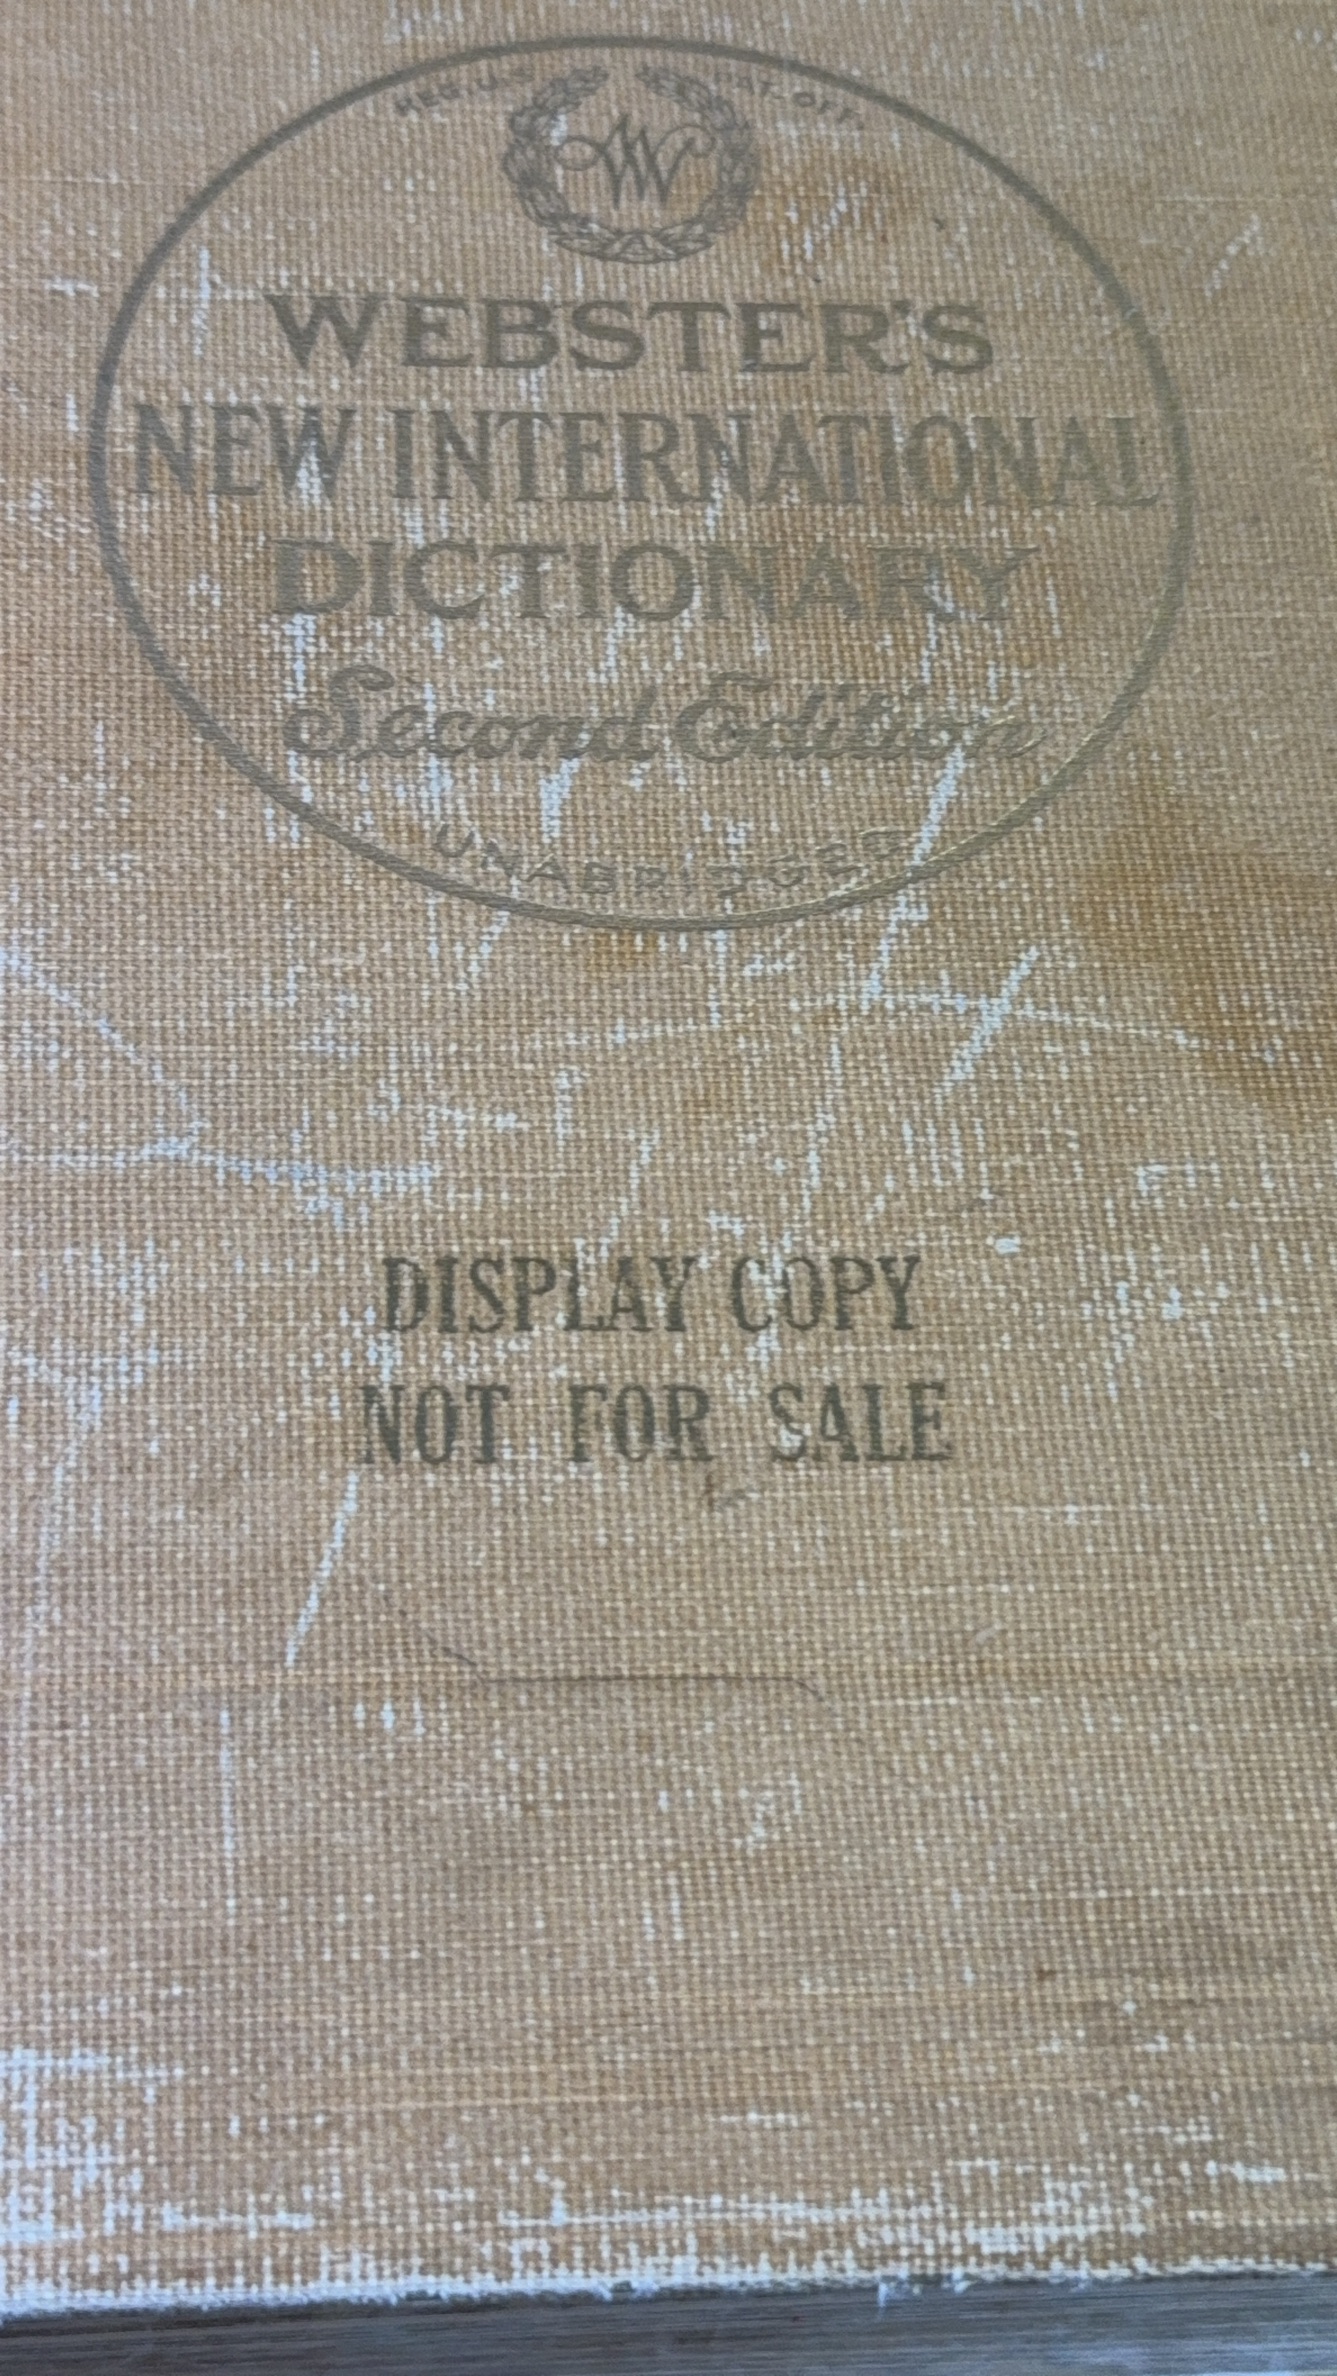 REG. U.S. PAT. OFF.
W
WEBSTER'S
NEW INTERNATIONAL
DICTIONARY
Second Edition
UNABRIDGED
DISPLAY COPY
NOT FOR SALE